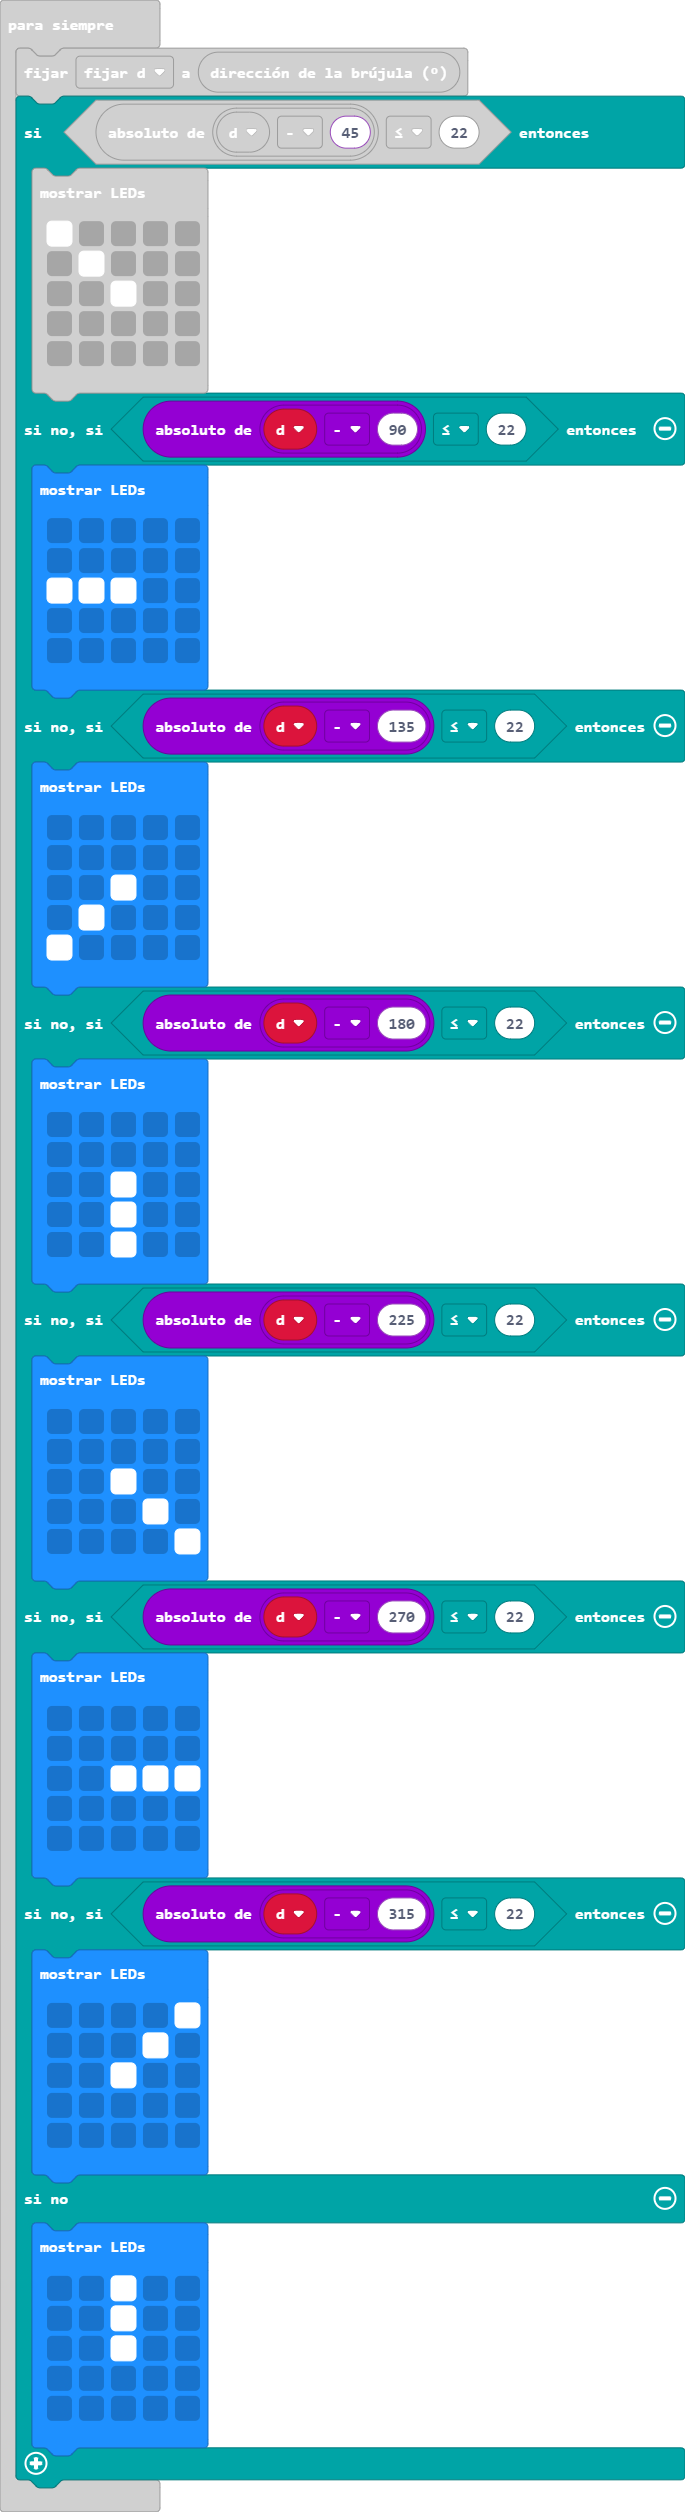 para siempre
fijar fijar d a dirección de la brújula (º)
si absoluto de d - 45 ≤ 22 entonces
mostrar LEDs
si no, si absoluto de d - 90 ≤ 22 entonces
mostrar LEDs
si no, si absoluto de d - 135 ≤ 22 entonces
mostrar LEDs
si no, si absoluto de d - 180 ≤ 22 entonces
mostrar LEDs
si no, si absoluto de d - 225 ≤ 22 entonces
mostrar LEDs
si no, si absoluto de d - 270 ≤ 22 entonces
mostrar LEDs
si no, si absoluto de d - 315 ≤ 22 entonces
mostrar LEDs
si no
mostrar LEDs